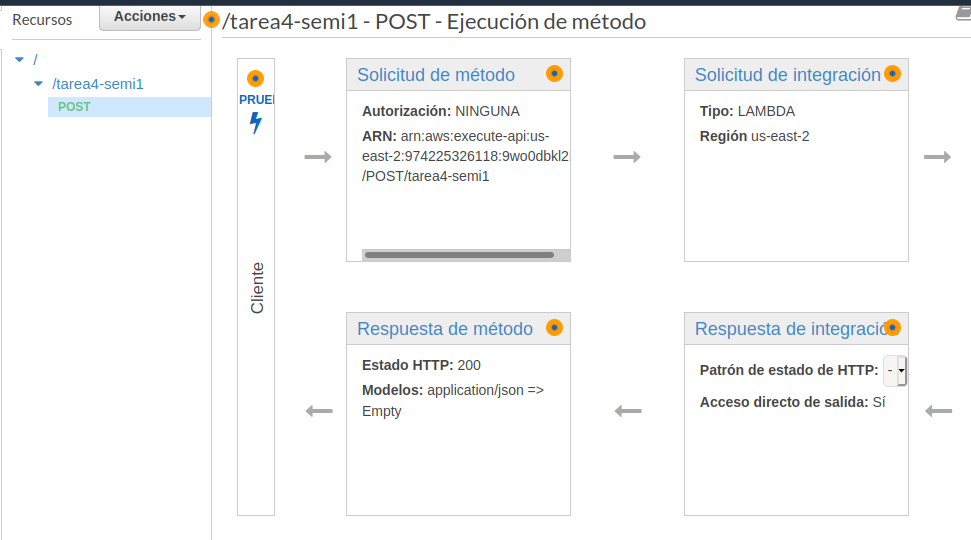 Recursos
Acciones
/tarea4-semi1 - POST - Ejecución de método
/
/tarea4-semi1
POST
PRUE
Cliente
Solicitud de método
Autorización: NINGUNA
ARN: arn:aws:execute-api:us-
east-2:974225326118:9wo0dbkl2
/POST/tarea4-semi1
Solicitud de integración
Tipo: LAMBDA
Región us-east-2
Respuesta de método
Estado HTTP: 200
Modelos: application/json =>
Empty
Respuesta de integración
Patrón de estado de HTTP: -
Acceso directo de salida: Sí